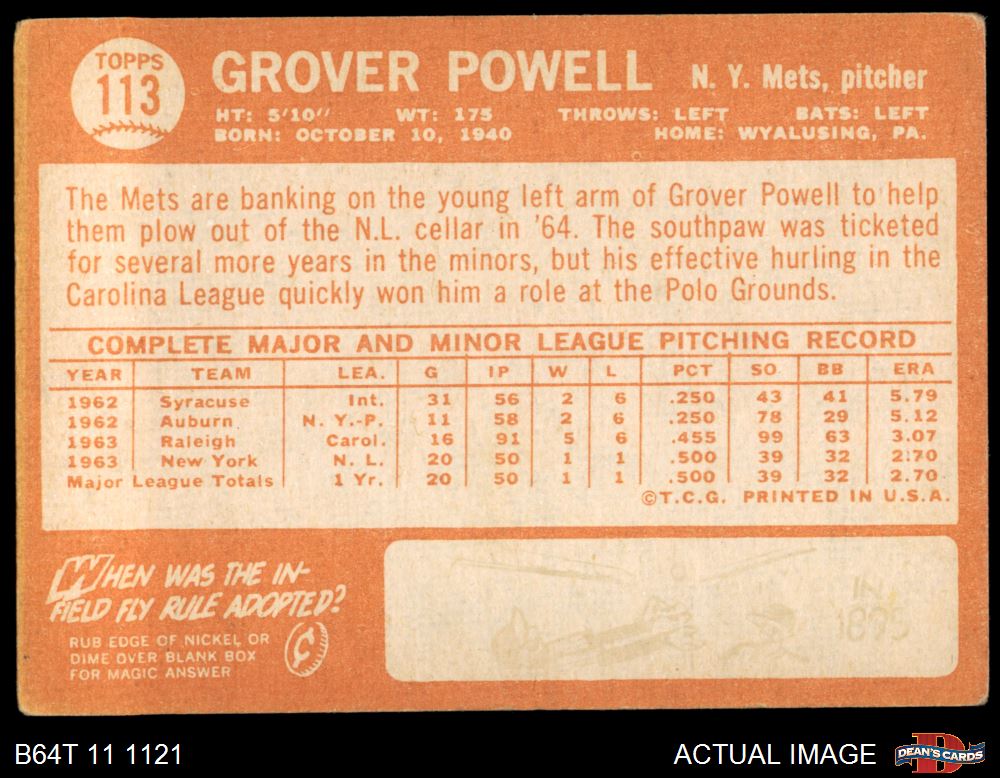 TOPPS
113
GROVER POWELL N. Y. Mets, pitcher
HT: 5'10" WT: 175 THROWS: LEFT BATS: LEFT
BORN: OCTOBER 10, 1940 HOME: WYALUSING, PA.
The Mets are banking on the young left arm of Grover Powell to help
them plow out of the N.L. cellar in '64. The southpaw was ticketed
for several more years in the minors, but his effective hurling in the
Carolina League quickly won him a role at the Polo Grounds.
COMPLETE MAJOR AND MINOR LEAGUE PITCHING RECORD
YEAR TEAM LEA. G IP W L PCT SO BB ERA
1962 Syracuse Int. 31 56 2 6 .250 43 41 5.79
1962 Auburn N. Y.-P. 11 58 2 6 .250 78 29 5.12
1963 Raleigh Carol. 16 91 5 6 .455 99 63 3.07
1963 New York N. L. 20 50 1 1 .500 39 32 2.70
Major League Totals 1 Yr. 20 50 1 1 .500 39 32 2.70
©T.C.G. PRINTED IN U.S.A.
WHEN WAS THE IN-
FIELD FLY RULE ADOPTED?
RUB EDGE OF NICKEL OR
DIME OVER BLANK BOX
FOR MAGIC ANSWER
¢
IN
1895
B64T 11 1121 ACTUAL IMAGE DEAN'S CARDS